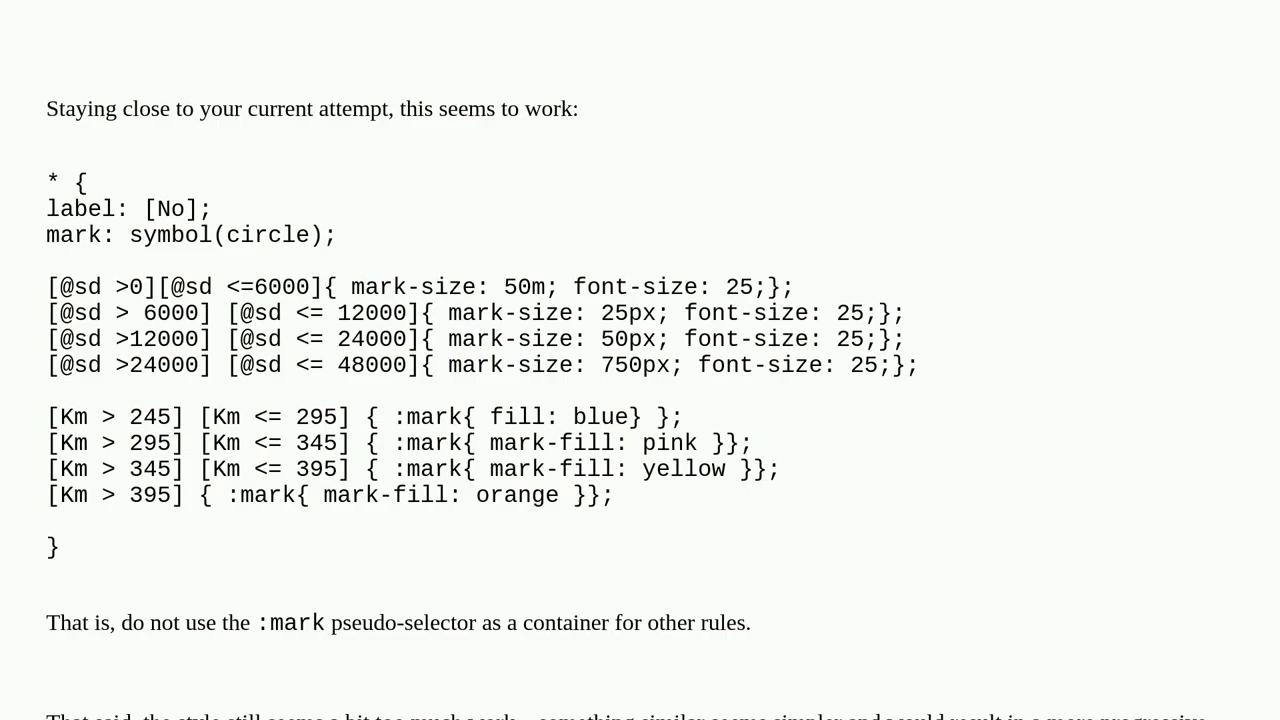 Staying close to your current attempt, this seems to work:
* {
label: [No];
mark: symbol(circle);
[@sd >0][@sd <=6000]{ mark-size: 50m; font-size: 25;};
[@sd > 6000] [@sd <= 12000]{ mark-size: 25px; font-size: 25;};
[@sd >12000] [@sd <= 24000]{ mark-size: 50px; font-size: 25;};
[@sd >24000] [@sd <= 48000]{ mark-size: 750px; font-size: 25;};
[Km > 245] [Km <= 295] { :mark{ fill: blue} };
[Km > 295] [Km <= 345] { :mark{ mark-fill: pink }};
[Km > 345] [Km <= 395] { :mark{ mark-fill: yellow }};
[Km > 395] { :mark{ mark-fill: orange }};
}
That is, do not use the :mark pseudo-selector as a container for other rules.